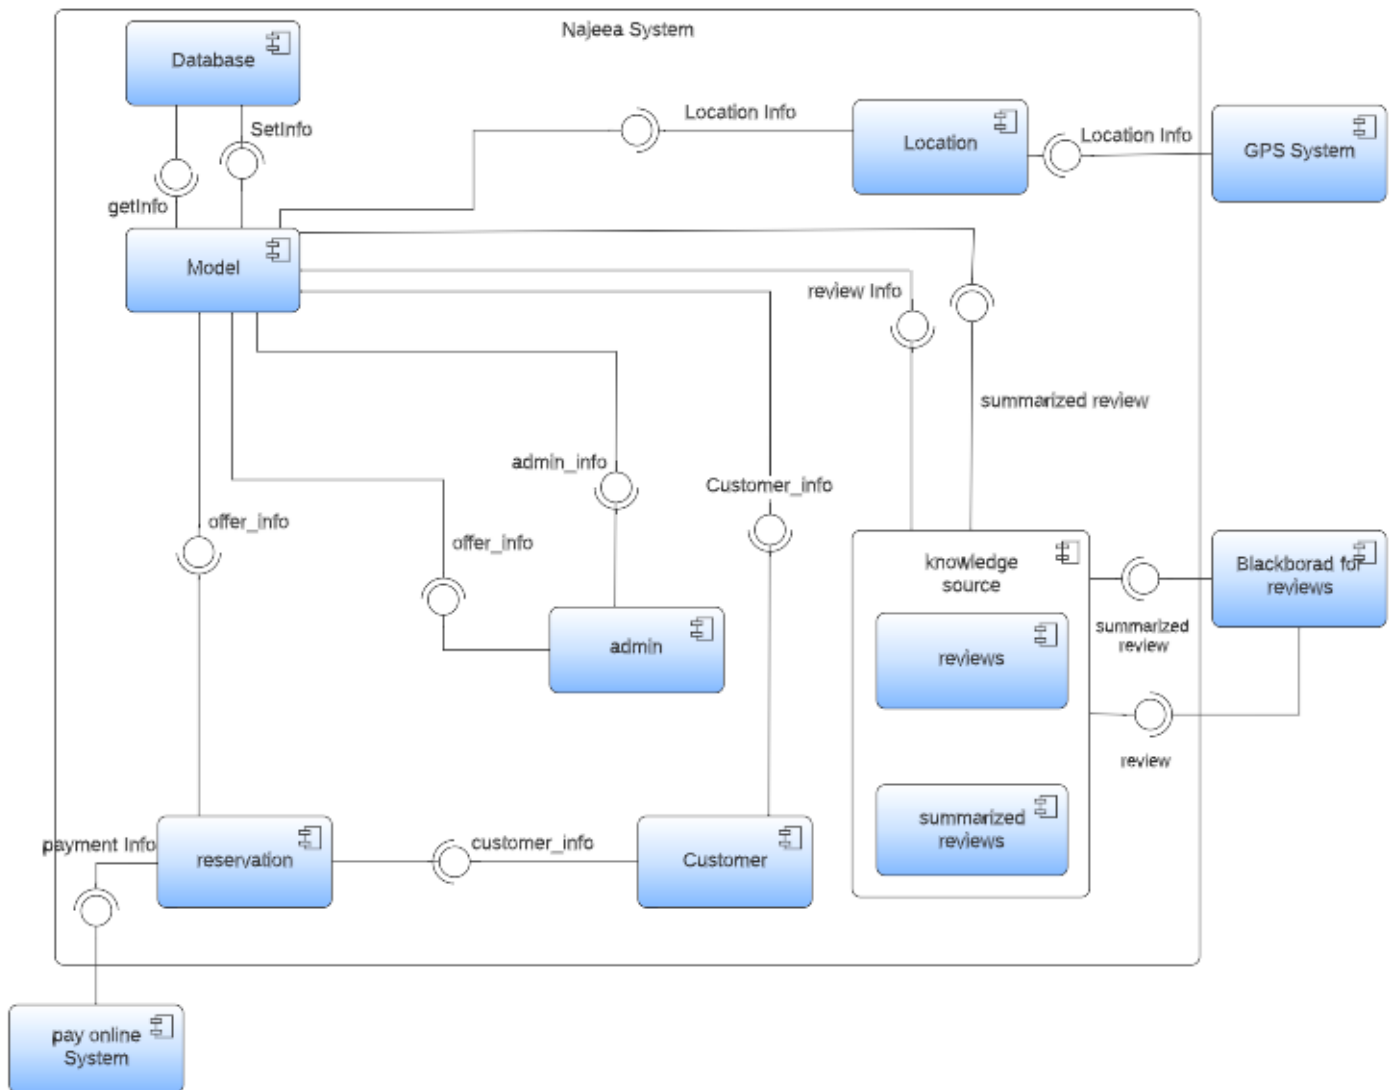 Najeea System
Database
SetInfo
Location Info
Location
Location Info
GPS System
getInfo
Model
review Info
summarized review
admin_info
Customer_info
offer_info
offer_info
knowledge
source
Blackborad for
reviews
summarized
review
reviews
admin
review
summarized
reviews
payment Info
reservation
customer_info
Customer
pay online
System